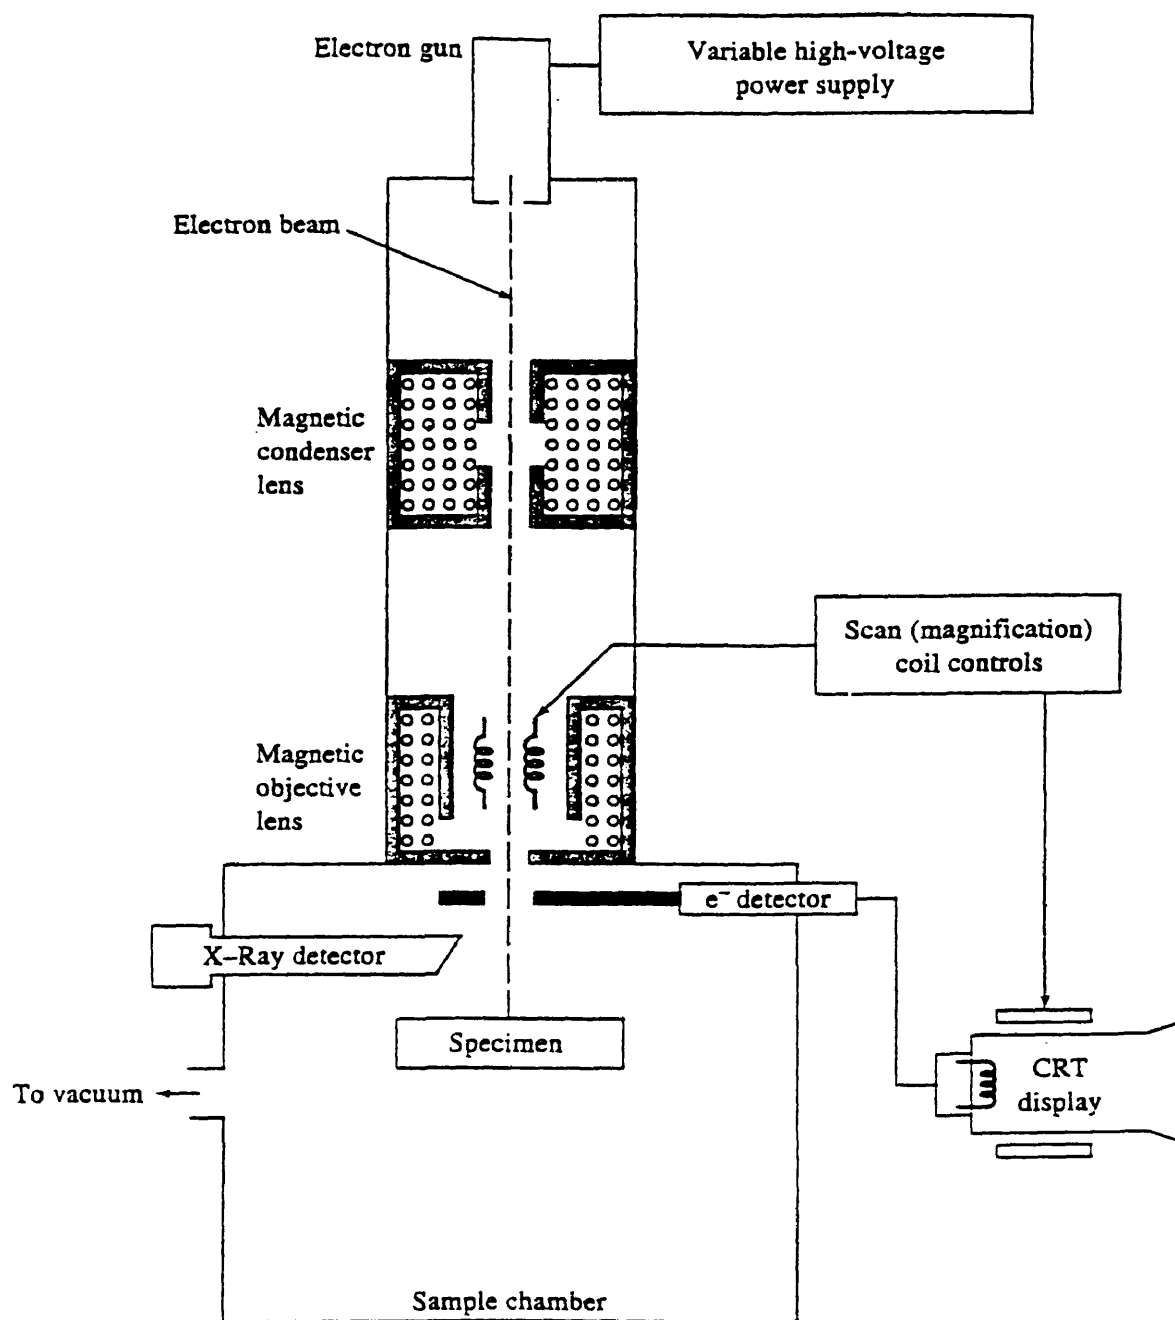 Electron gun
Variable high-voltage
power supply
Electron beam
Magnetic
condenser
lens
Scan (magnification)
coil controls
Magnetic
objective
lens
e⁻ detector
X–Ray detector
Specimen
To vacuum
CRT
display
Sample chamber